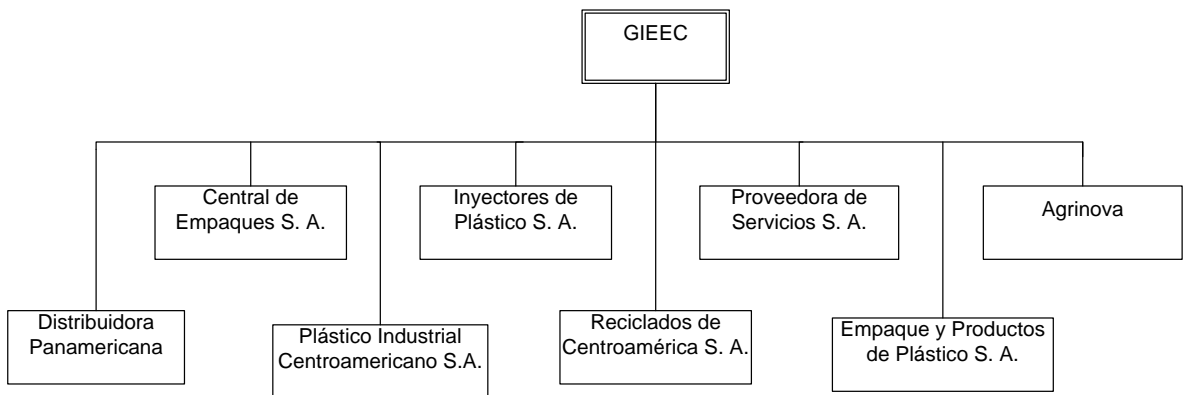 GIEEC
Central de
Empaques S. A.
Inyectores de
Plástico S. A.
Proveedora de
Servicios S. A.
Agrinova
Distribuidora
Panamericana
Plástico Industrial
Centroamericano S.A.
Reciclados de
Centroamérica S. A.
Empaque y Productos
de Plástico S. A.